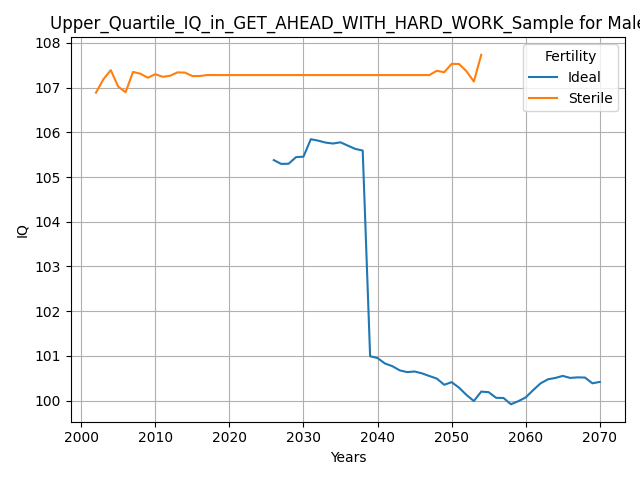 Upper_Quartile_IQ_in_GET_AHEAD_WITH_HARD_WORK_Sample for Male
108
107
106
105
104
103
102
101
100
IQ
Fertility
Ideal
Sterile
2000 2010 2020 2030 2040 2050 2060 2070
Years